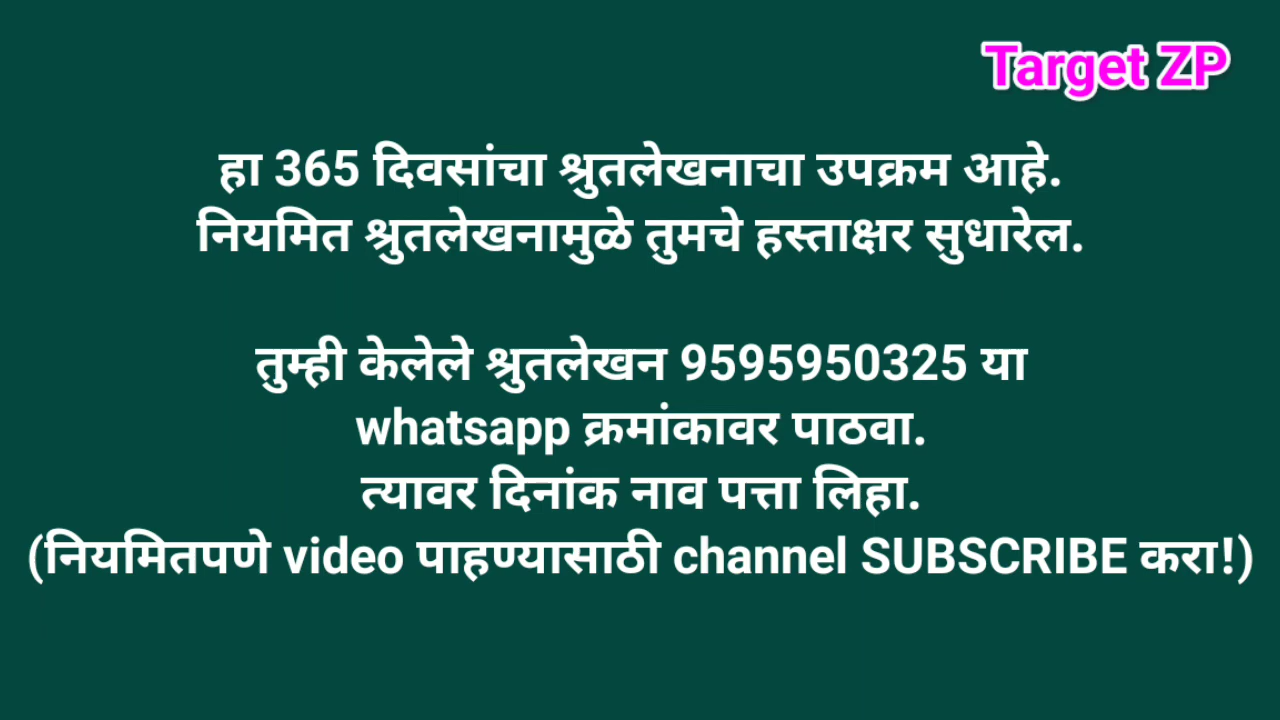 Target ZP
हा 365 दिवसांचा श्रुतलेखनाचा उपक्रम आहे.
नियमित श्रुतलेखनामुळे तुमचे हस्ताक्षर सुधारेल.
तुम्ही केलेले श्रुतलेखन 9595950325 या
whatsapp क्रमांकावर पाठवा.
त्यावर दिनांक नाव पत्ता लिहा.
(नियमितपणे video पाहण्यासाठी channel SUBSCRIBE करा!)